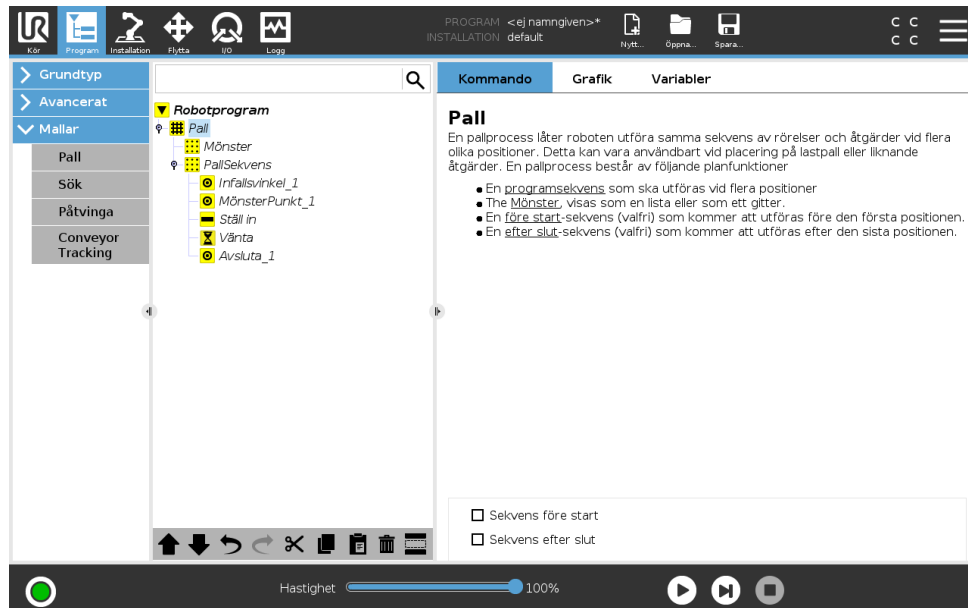 UR
PROGRAM <ej namngiven>*
INSTALLATION default
Kör
Program
Installation
Flytta
I/O
Logg
Nytt...
Öppna...
Spara...
C C
C C
Grundtyp
Avancerat
Mallar
Pall
Sök
Påtvinga
Conveyor
Tracking
Robotprogram
Pall
Mönster
PallSekvens
Infallsvinkel_1
MönsterPunkt_1
Ställ in
Vänta
Avsluta_1
Kommando
Grafik
Variabler
Pall
En pallprocess låter roboten utföra samma sekvens av rörelser och åtgärder vid flera
olika positioner. Detta kan vara användbart vid placering på lastpall eller liknande
åtgärder. En pallprocess består av följande planfunktioner
En programsekvens som ska utföras vid flera positioner
The Mönster, visas som en lista eller som ett gitter.
En före start-sekvens (valfri) som kommer att utföras före den första positionen.
En efter slut-sekvens (valfri) som kommer att utföras efter den sista positionen.
Sekvens före start
Sekvens efter slut
Hastighet
100%